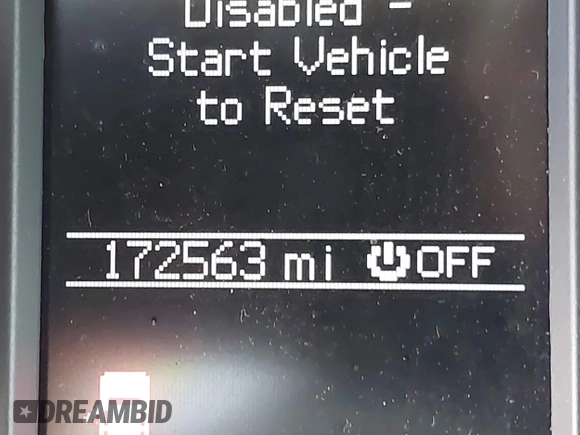 Disabled -
Start Vehicle
to Reset
172563 mi OFF
DREAMBID